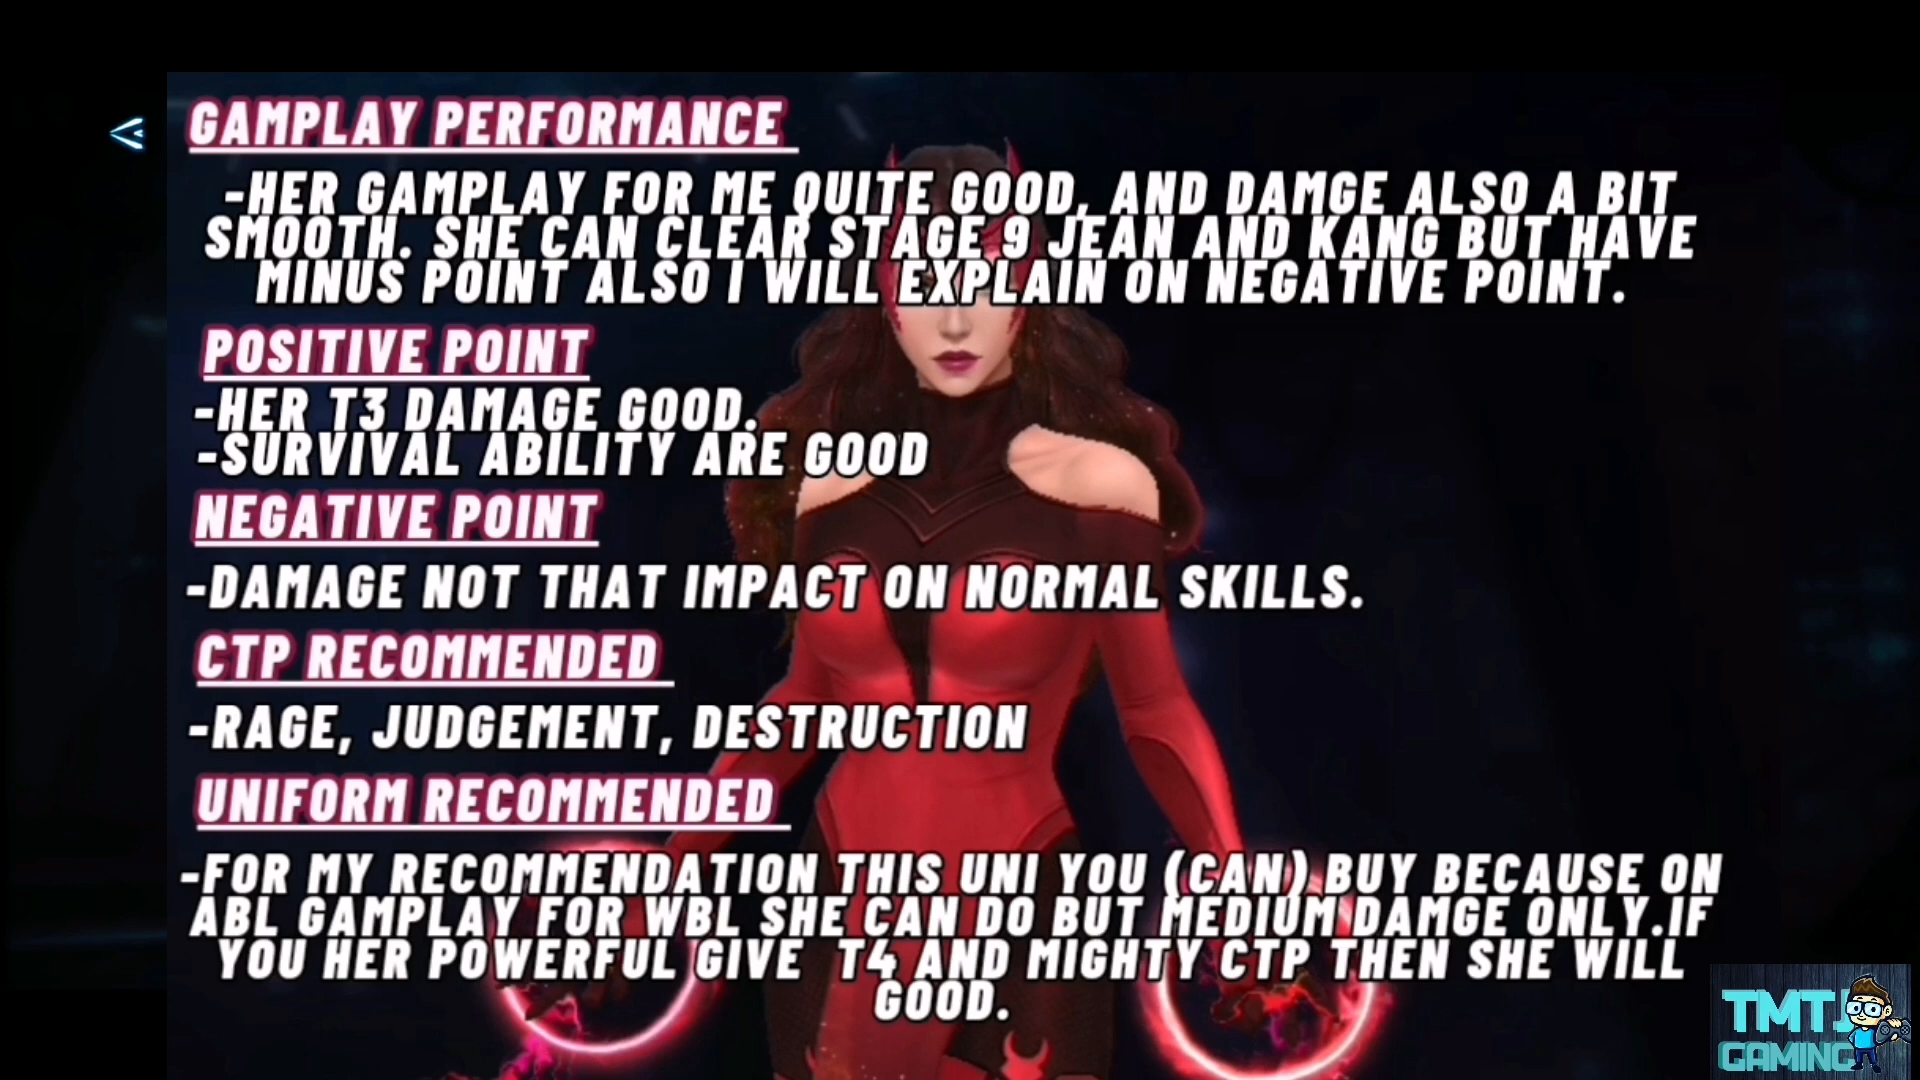 GAMPLAY PERFORMANCE
-HER GAMPLAY FOR ME QUITE GOOD, AND DAMGE ALSO A BIT
SMOOTH. SHE CAN CLEAR STAGE 9 JEAN AND KANG BUT HAVE
MINUS POINT ALSO I WILL EXPLAIN ON NEGATIVE POINT.
POSITIVE POINT
-HER T3 DAMAGE GOOD.
-SURVIVAL ABILITY ARE GOOD
NEGATIVE POINT
-DAMAGE NOT THAT IMPACT ON NORMAL SKILLS.
CTP RECOMMENDED
-RAGE, JUDGEMENT, DESTRUCTION
UNIFORM RECOMMENDED
-FOR MY RECOMMENDATION THIS UNI YOU (CAN) BUY BECAUSE ON
ABL GAMPLAY FOR WBL SHE CAN DO BUT MEDIUM DAMGE ONLY.IF
YOU HER POWERFUL GIVE T4 AND MIGHTY CTP THEN SHE WILL
GOOD.
TMTJ
GAMING